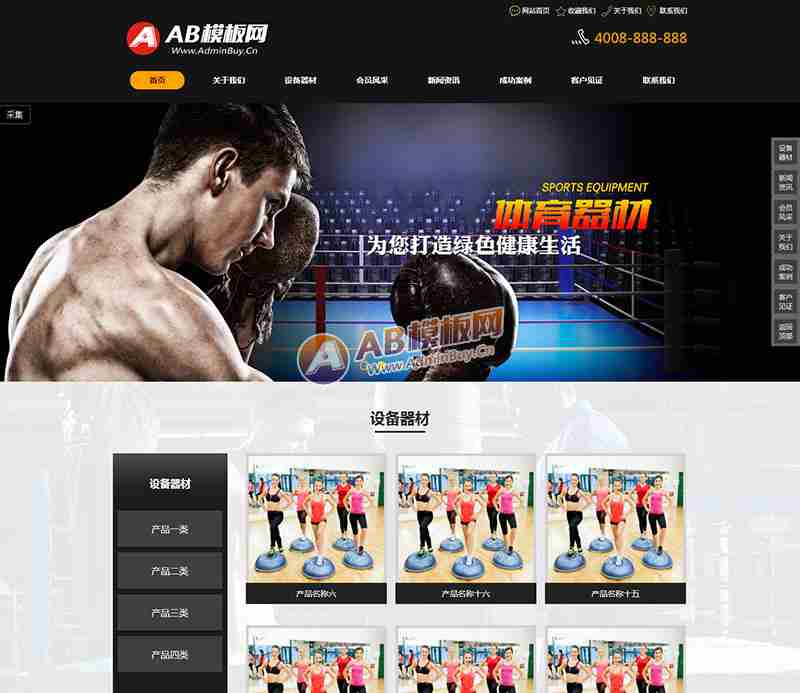 网站首页 收藏我们 关于我们 联系我们
AB模板网
Www.AdminBuy.Cn
4008-888-888
首页 关于我们 设备器材 会员风采 新闻资讯 成功案例 客户见证 联系我们
采集
SPORTS EQUIPMENT
体育器材
为您打造绿色健康生活
AB模板网
Www.AdminBuy.Cn
设备
器材
新闻
资讯
会员
风采
关于
我们
成功
案例
客户
见证
返回
顶部
设备器材
设备器材
产品一类
产品二类
产品三类
产品四类
产品名称六 产品名称十六 产品名称十五